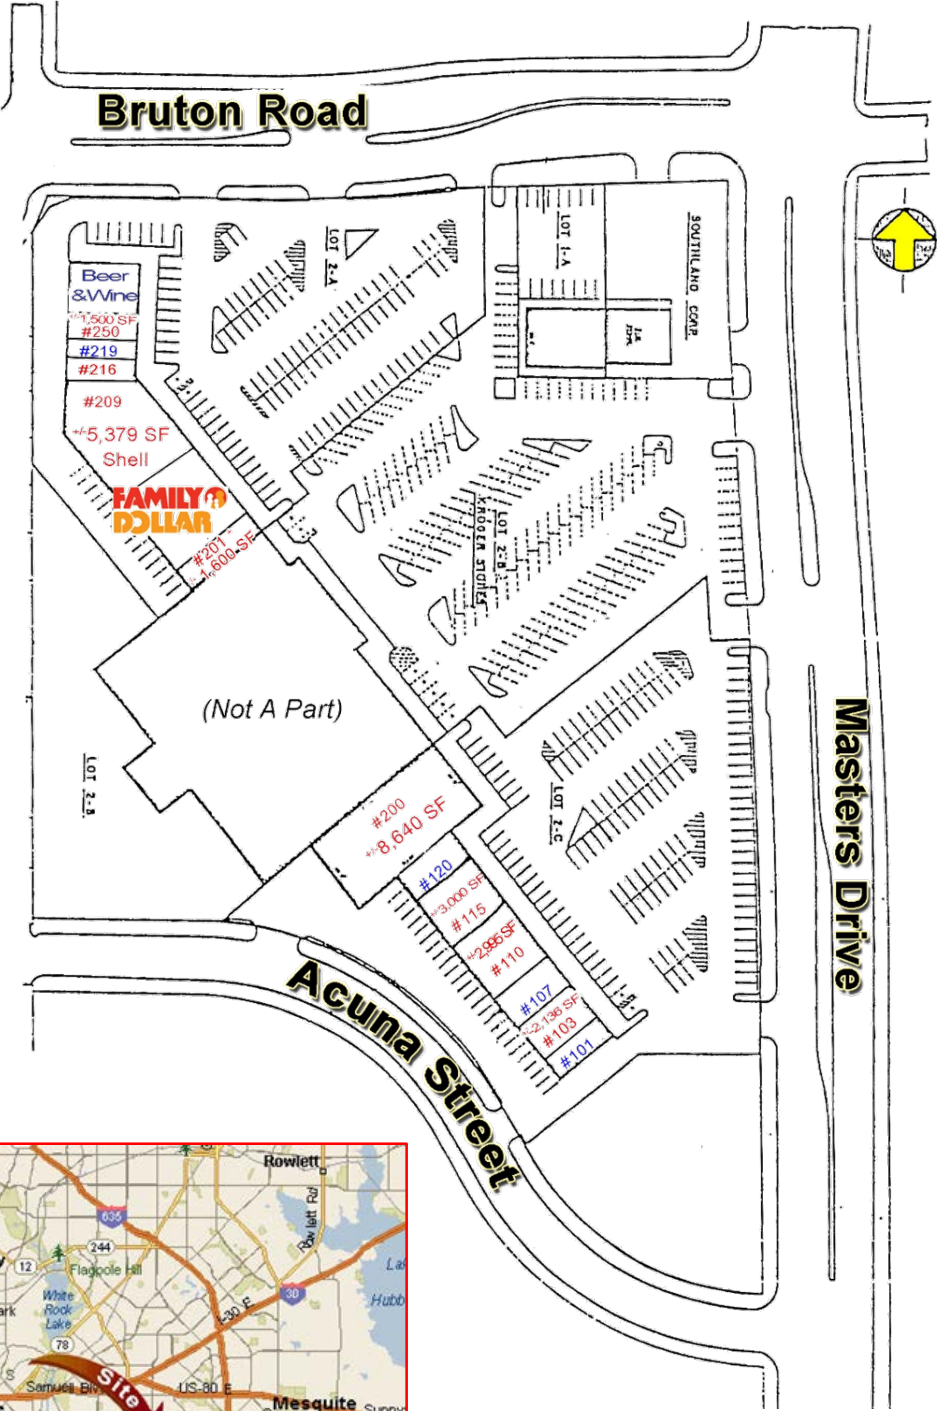 Bruton Road
LOT 2-A
LOT 1-A
SOUTHLAND CORP.
Beer
&Wine
+/-1,500 SF
#250
#219
#216
#209
+/-5,379 SF
Shell
FAMILY
DOLLAR
#201
1,600 SF
LOT 2-B
KROGER STORES
(Not A Part)
LOT 2-B
Masters Drive
LOT 2-C
#200
+/-8,640 SF
#120
+/-3,000 SF
#115
+/-2,995 SF
#110
#107
+/-2,136 SF
#103
#101
Acuna Street
Rowlett
Rowlett Rd
635
244
12
Flagpole Hill
White
Rock
Lake
30
I-30 E
Hubb
78
Samuell Blv
Site
US-80 E
Mesquite
Sunny